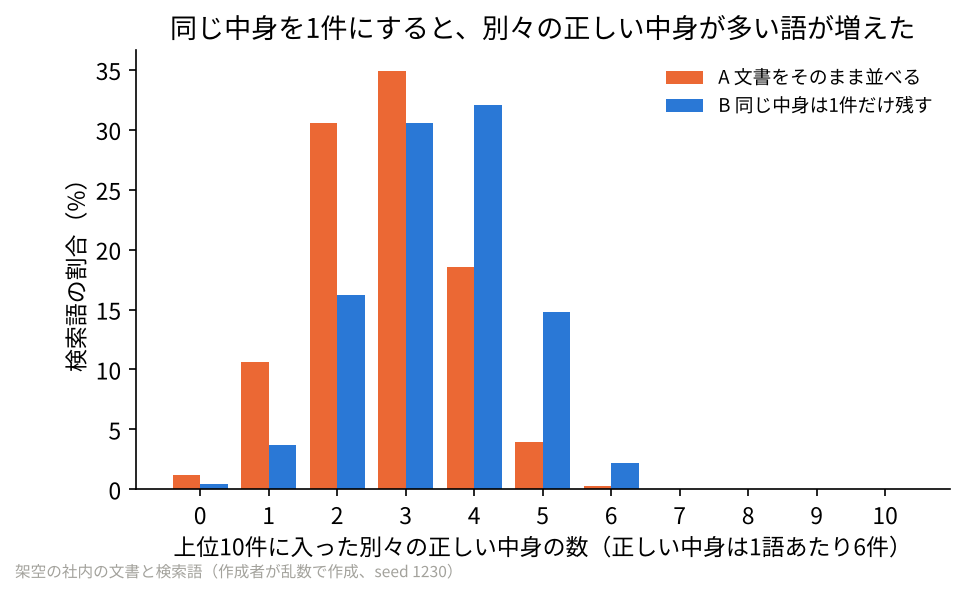 同じ中身を1件にすると、別々の正しい中身が多い語が増えた
A 文書をそのまま並べる
B 同じ中身は1件だけ残す
検索語の割合（%）
35
30
25
20
15
10
5
0
0 1 2 3 4 5 6 7 8 9 10
上位10件に入った別々の正しい中身の数（正しい中身は1語あたり6件）
架空の社内の文書と検索語（作成者が乱数で作成、seed 1230）